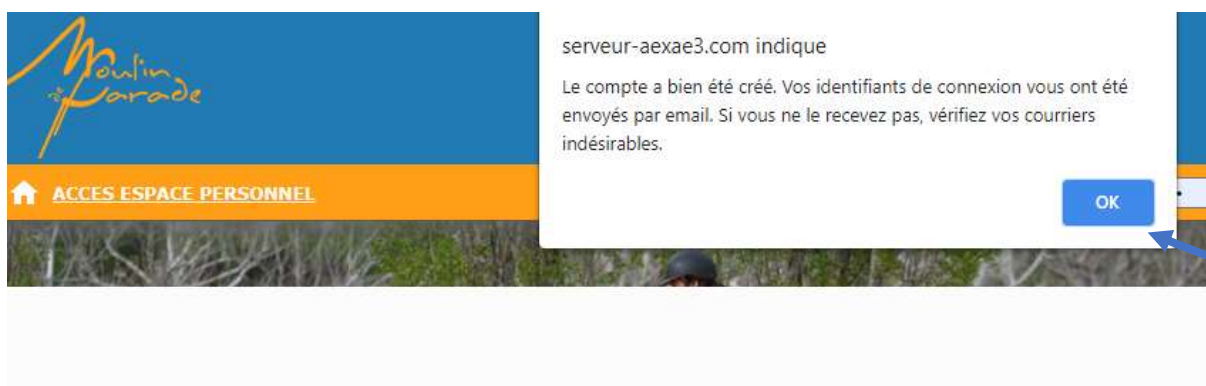 Moulin
Parade
serveur-aexae3.com indique
Le compte a bien été créé. Vos identifiants de connexion vous ont été
envoyés par email. Si vous ne le recevez pas, vérifiez vos courriers
indésirables.
OK
ACCES ESPACE PERSONNEL